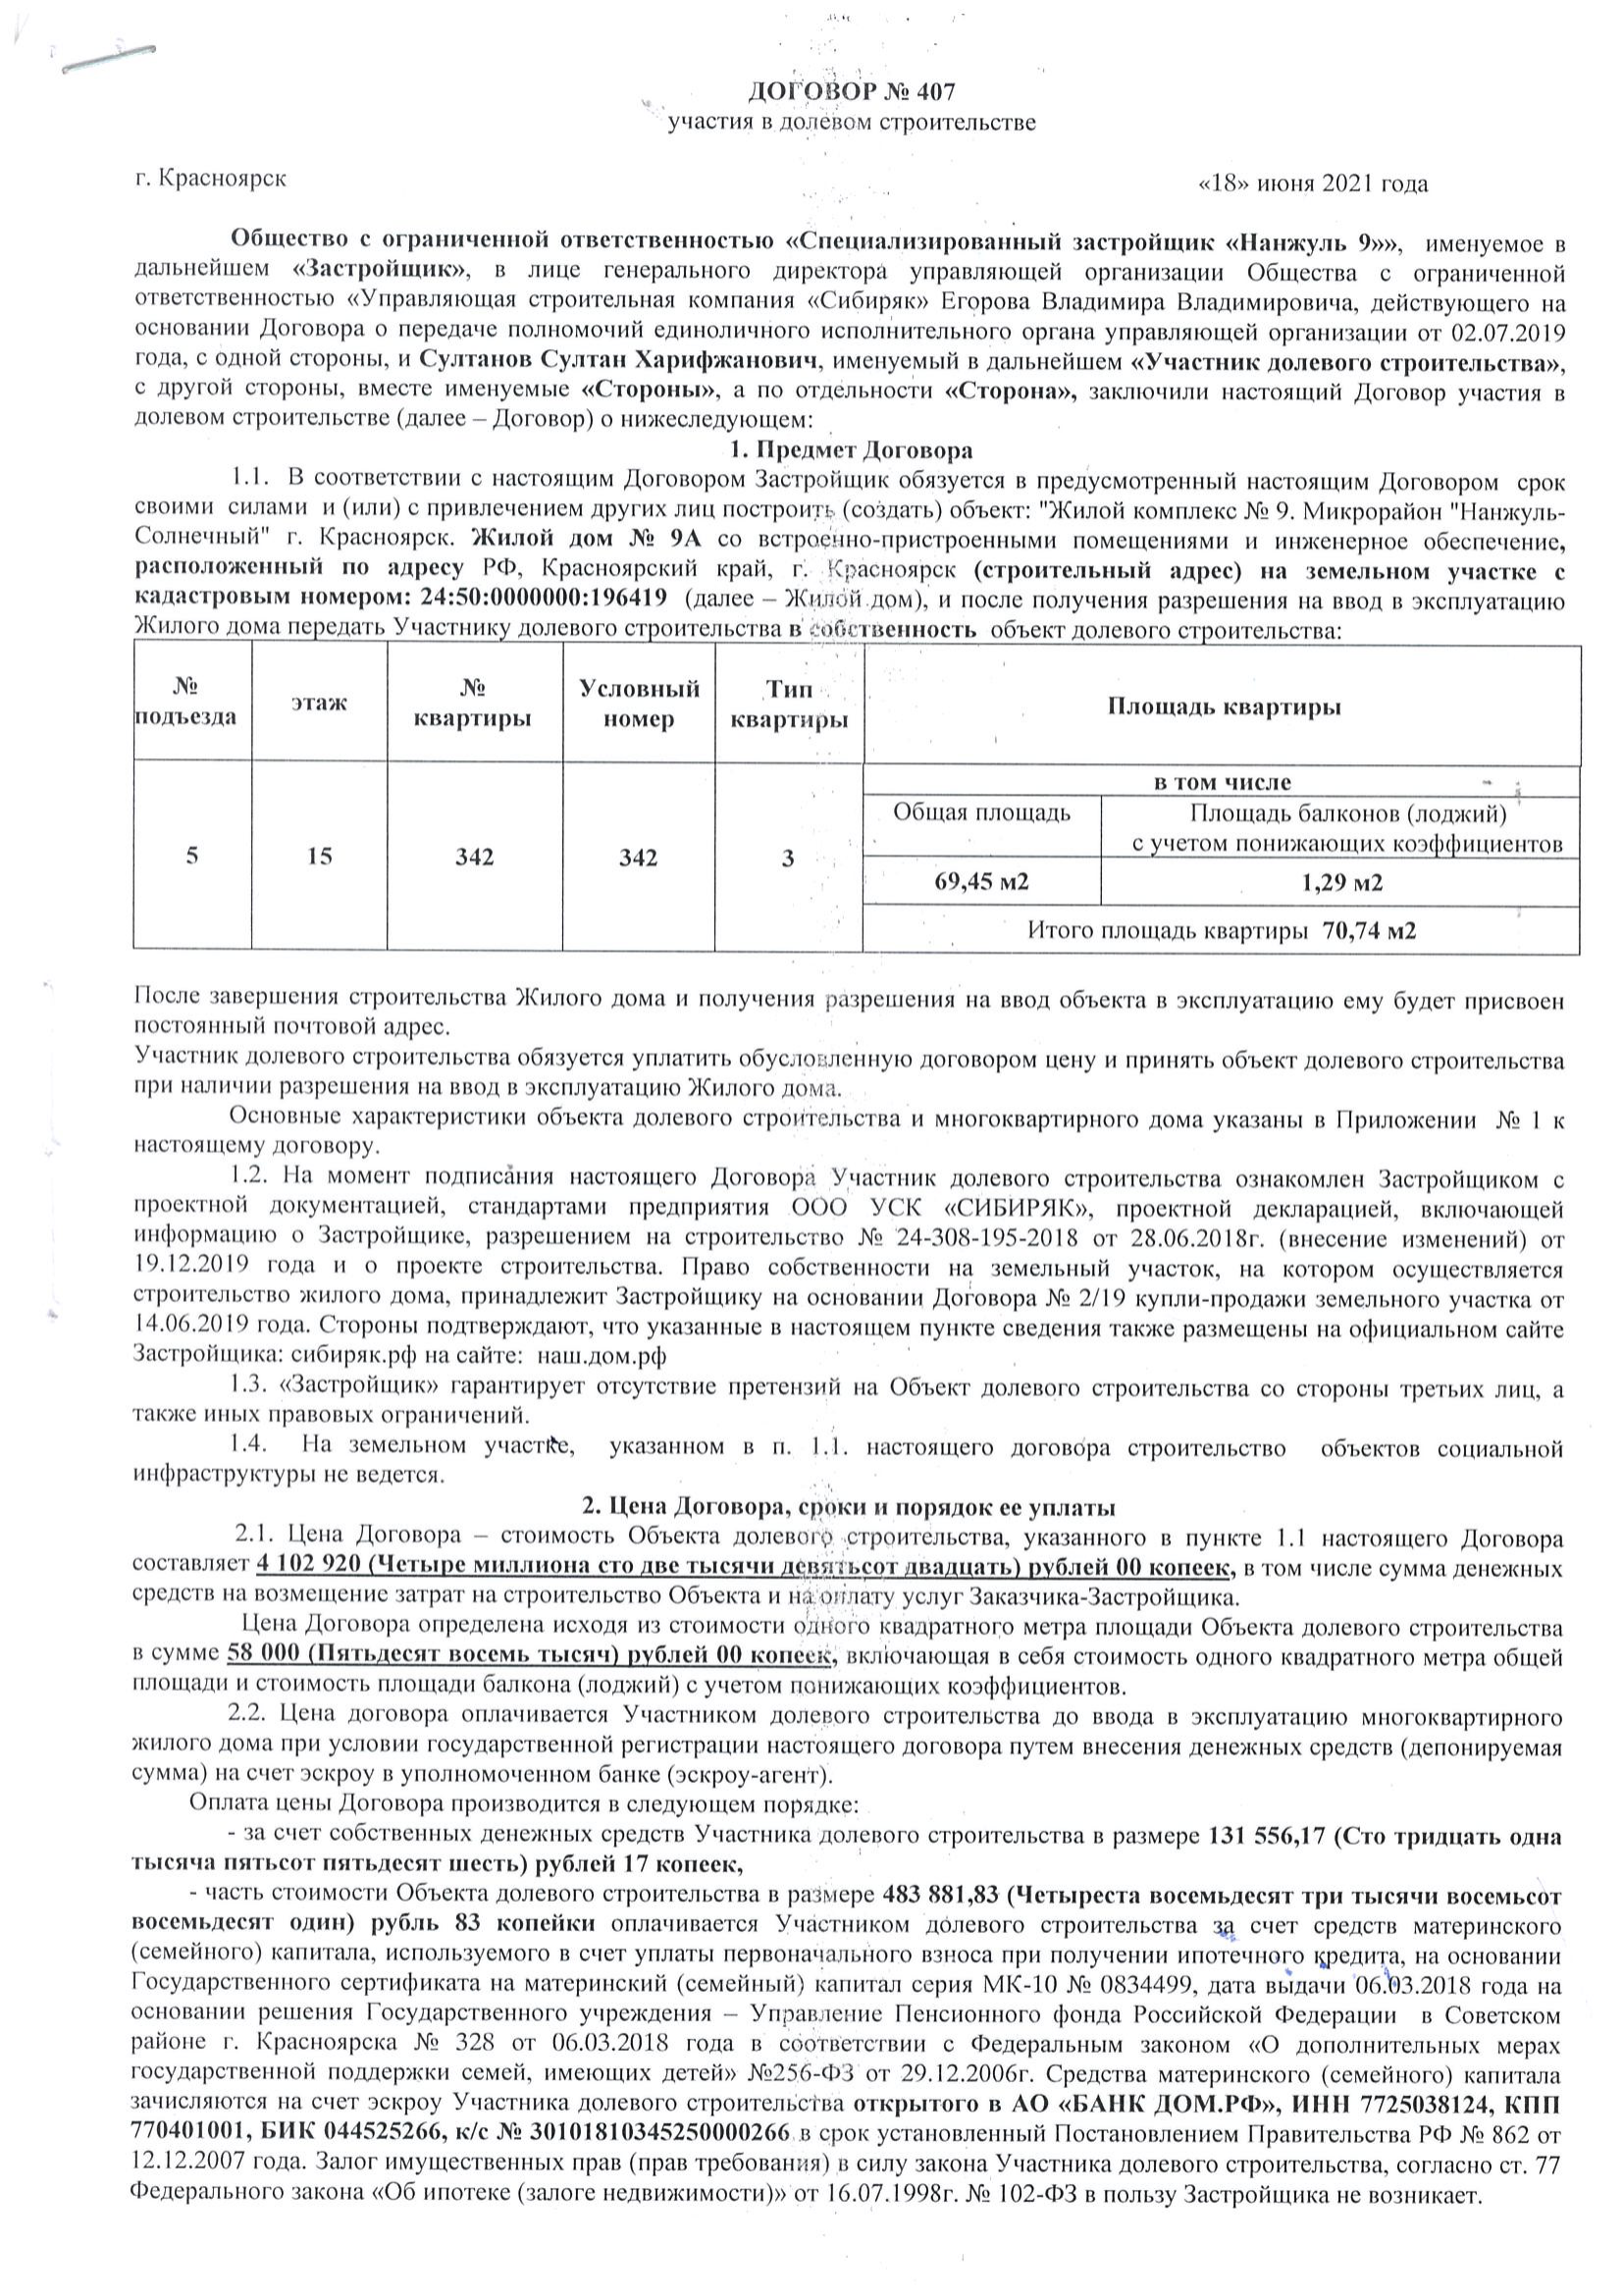 ДОГОВОР № 407
участия в долевом строительстве
г. Красноярск «18» июня 2021 года
Общество с ограниченной ответственностью «Специализированный застройщик «Нанжуль 9»», именуемое в
дальнейшем «Застройщик», в лице генерального директора управляющей организации Общества с ограниченной
ответственностью «Управляющая строительная компания «Сибиряк» Егорова Владимира Владимировича, действующего на
основании Договора о передаче полномочий единоличного исполнительного органа управляющей организации от 02.07.2019
года, с одной стороны, и Султанов Султан Харифжанович, именуемый в дальнейшем «Участник долевого строительства»,
с другой стороны, вместе именуемые «Стороны», а по отдельности «Сторона», заключили настоящий Договор участия в
долевом строительстве (далее – Договор) о нижеследующем:
1. Предмет Договора
1.1. В соответствии с настоящим Договором Застройщик обязуется в предусмотренный настоящим Договором срок
своими силами и (или) с привлечением других лиц построить (создать) объект: "Жилой комплекс № 9. Микрорайон "Нанжуль-
Солнечный" г. Красноярск. Жилой дом № 9А со встроенно-пристроенными помещениями и инженерное обеспечение,
расположенный по адресу РФ, Красноярский край, г. Красноярск (строительный адрес) на земельном участке с
кадастровым номером: 24:50:0000000:196419 (далее – Жилой дом), и после получения разрешения на ввод в эксплуатацию
Жилого дома передать Участнику долевого строительства в собственность объект долевого строительства:
№ подъезда
этаж
№ квартиры
Условный номер
Тип квартиры
Площадь квартиры
5
15
342
342
3
в том числе
Общая площадь
Площадь балконов (лоджий)
с учетом понижающих коэффициентов
69,45 м2
1,29 м2
Итого площадь квартиры 70,74 м2
После завершения строительства Жилого дома и получения разрешения на ввод объекта в эксплуатацию ему будет присвоен
постоянный почтовой адрес.
Участник долевого строительства обязуется уплатить обусловленную договором цену и принять объект долевого строительства
при наличии разрешения на ввод в эксплуатацию Жилого дома.
Основные характеристики объекта долевого строительства и многоквартирного дома указаны в Приложении № 1 к
настоящему договору.
1.2. На момент подписания настоящего Договора Участник долевого строительства ознакомлен Застройщиком с
проектной документацией, стандартами предприятия ООО УСК «СИБИРЯК», проектной декларацией, включающей
информацию о Застройщике, разрешением на строительство № 24-308-195-2018 от 28.06.2018г. (внесение изменений) от
19.12.2019 года и о проекте строительства. Право собственности на земельный участок, на котором осуществляется
строительство жилого дома, принадлежит Застройщику на основании Договора № 2/19 купли-продажи земельного участка от
14.06.2019 года. Стороны подтверждают, что указанные в настоящем пункте сведения также размещены на официальном сайте
Застройщика: сибиряк.рф на сайте: наш.дом.рф
1.3. «Застройщик» гарантирует отсутствие претензий на Объект долевого строительства со стороны третьих лиц, а
также иных правовых ограничений.
1.4. На земельном участке, указанном в п. 1.1. настоящего договора строительство объектов социальной
инфраструктуры не ведется.
2. Цена Договора, сроки и порядок ее уплаты
2.1. Цена Договора – стоимость Объекта долевого строительства, указанного в пункте 1.1 настоящего Договора
составляет 4 102 920 (Четыре миллиона сто две тысячи девятьсот двадцать) рублей 00 копеек, в том числе сумма денежных
средств на возмещение затрат на строительство Объекта и на оплату услуг Заказчика-Застройщика.
Цена Договора определена исходя из стоимости одного квадратного метра площади Объекта долевого строительства
в сумме 58 000 (Пятьдесят восемь тысяч) рублей 00 копеек, включающая в себя стоимость одного квадратного метра общей
площади и стоимость площади балкона (лоджий) с учетом понижающих коэффициентов.
2.2. Цена договора оплачивается Участником долевого строительства до ввода в эксплуатацию многоквартирного
жилого дома при условии государственной регистрации настоящего договора путем внесения денежных средств (депонируемая
сумма) на счет эскроу в уполномоченном банке (эскроу-агент).
Оплата цены Договора производится в следующем порядке:
- за счет собственных денежных средств Участника долевого строительства в размере 131 556,17 (Сто тридцать одна
тысяча пятьсот пятьдесят шесть) рублей 17 копеек,
- часть стоимости Объекта долевого строительства в размере 483 881,83 (Четыреста восемьдесят три тысячи восемьсот
восемьдесят один) рубль 83 копейки оплачивается Участником долевого строительства за счет средств материнского
(семейного) капитала, используемого в счет уплаты первоначального взноса при получении ипотечного кредита, на основании
Государственного сертификата на материнский (семейный) капитал серия МК-10 № 0834499, дата выдачи 06.03.2018 года на
основании решения Государственного учреждения – Управление Пенсионного фонда Российской Федерации в Советском
районе г. Красноярска № 328 от 06.03.2018 года в соответствии с Федеральным законом «О дополнительных мерах
государственной поддержки семей, имеющих детей» №256-ФЗ от 29.12.2006г. Средства материнского (семейного) капитала
зачисляются на счет эскроу Участника долевого строительства открытого в АО «БАНК ДОМ.РФ», ИНН 7725038124, КПП
770401001, БИК 044525266, к/с № 30101810345250000266 в срок установленный Постановлением Правительства РФ № 862 от
12.12.2007 года. Залог имущественных прав (прав требования) в силу закона Участника долевого строительства, согласно ст. 77
Федерального закона «Об ипотеке (залоге недвижимости)» от 16.07.1998г. № 102-ФЗ в пользу Застройщика не возникает.